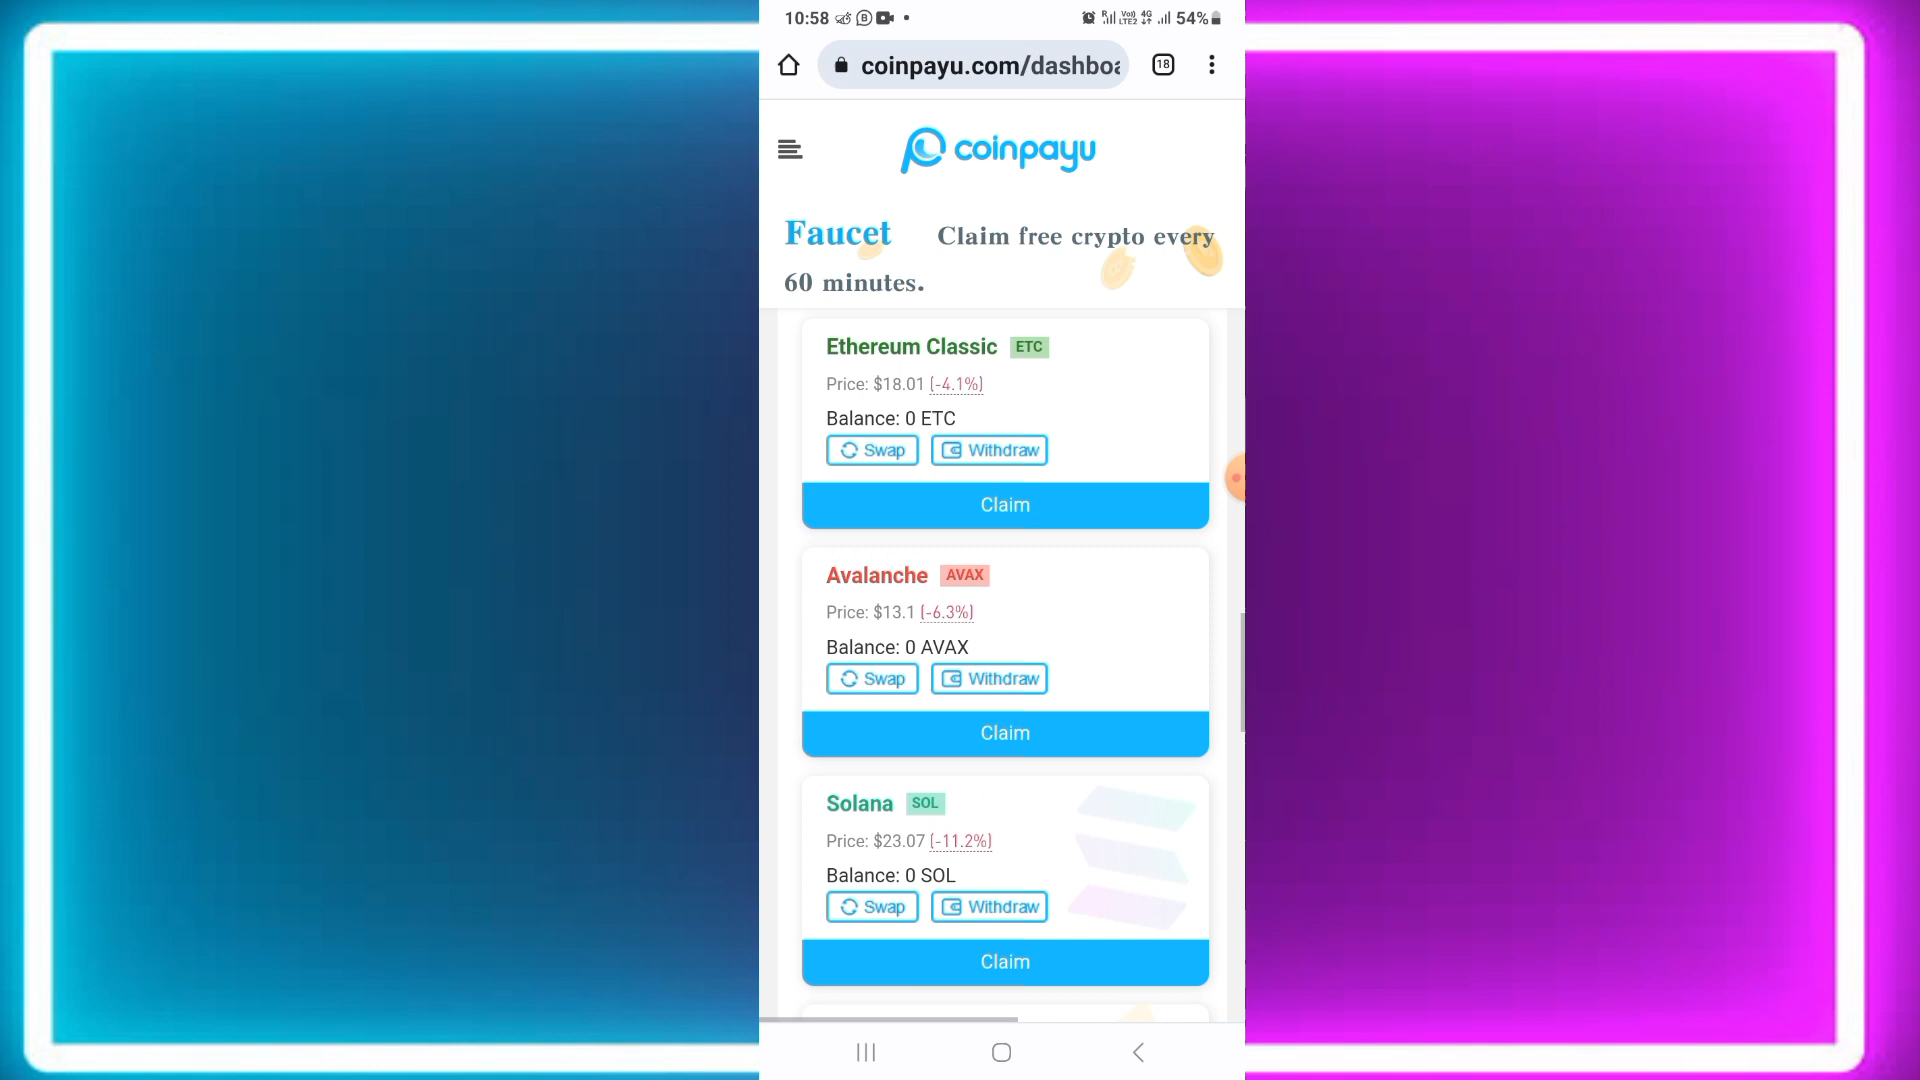 10:58
54%
coinpayu.com/dashboa
18
coinpayu
Faucet Claim free crypto every
60 minutes.
Ethereum Classic ETC
Price: $18.01 (-4.1%)
Balance: 0 ETC
Swap Withdraw
Claim
Avalanche AVAX
Price: $13.1 (-6.3%)
Balance: 0 AVAX
Swap Withdraw
Claim
Solana SOL
Price: $23.07 (-11.2%)
Balance: 0 SOL
Swap Withdraw
Claim